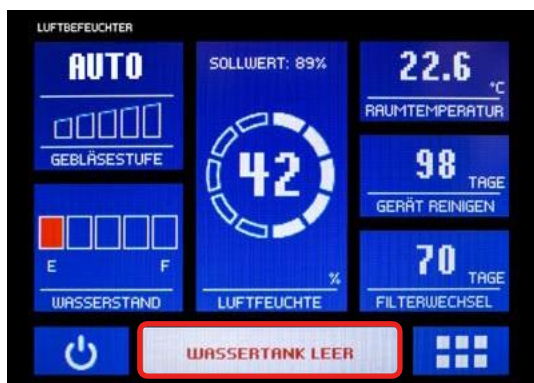 LUFTBEFEUCHTER
AUTO
GEBLÄSESTUFE
E F
WASSERSTAND
SOLLWERT: 89%
42
%
LUFTFEUCHTE
22.6 °C
RAUMTEMPERATUR
98 TAGE
GERÄT REINIGEN
70 TAGE
FILTERWECHSEL
WASSERTANK LEER